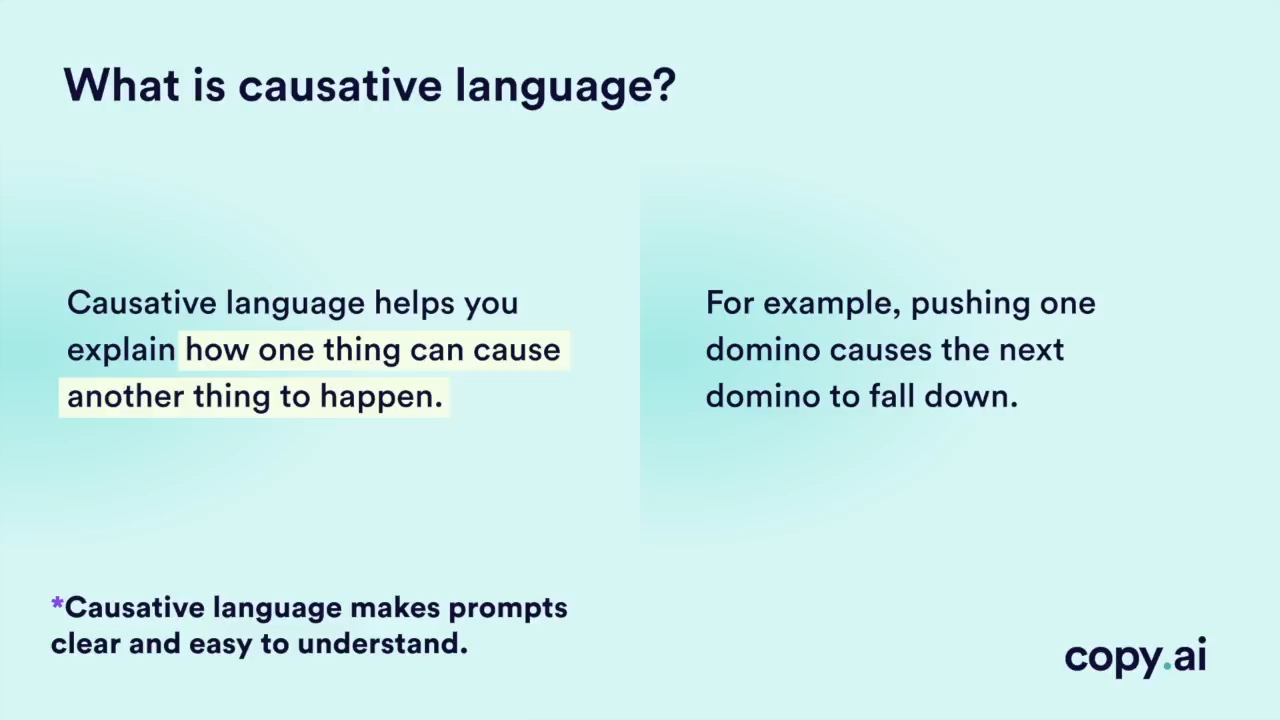 What is causative language?
Causative language helps you
explain how one thing can cause
another thing to happen.
For example, pushing one
domino causes the next
domino to fall down.
*Causative language makes prompts
clear and easy to understand.
copy.ai